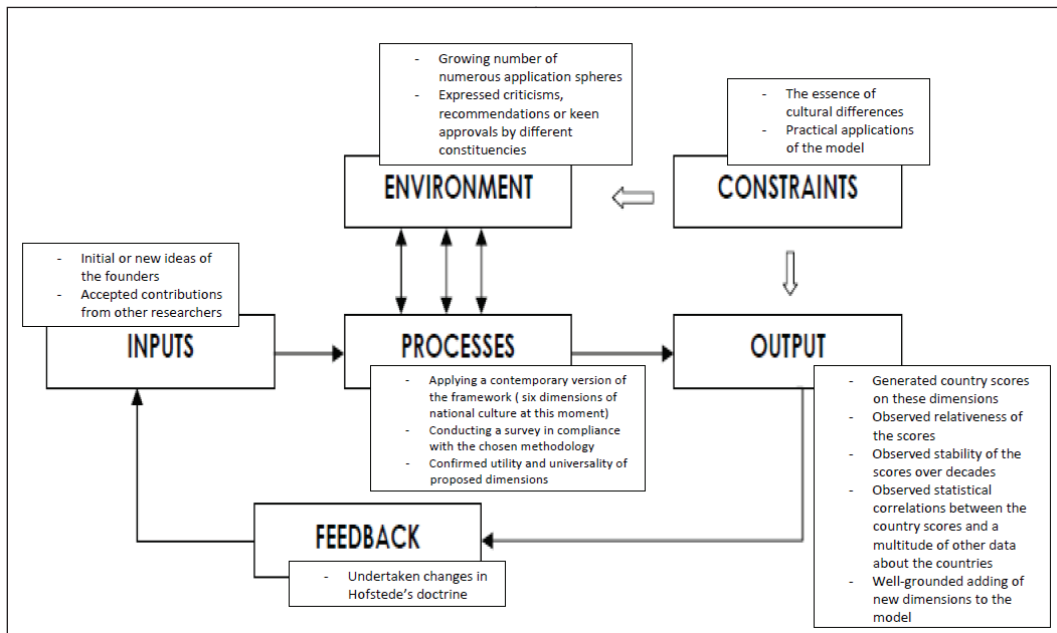 - Growing number of
numerous application spheres
- Expressed criticisms,
recommendations or keen
approvals by different
constituencies
ENVIRONMENT
- The essence of
cultural differences
- Practical applications
of the model
CONSTRAINTS
- Initial or new ideas of
the founders
- Accepted contributions
from other researchers
INPUTS
PROCESSES
- Applying a contemporary version of
the framework ( six dimensions of
national culture at this moment)
- Conducting a survey in compliance
with the chosen methodology
- Confirmed utility and universality of
proposed dimensions
OUTPUT
- Generated country scores
on these dimensions
- Observed relativeness of
the scores
- Observed stability of the
scores over decades
- Observed statistical
correlations between the
country scores and a
multitude of other data
about the countries
- Well-grounded adding of
new dimensions to the
model
FEEDBACK
- Undertaken changes in
Hofstede's doctrine